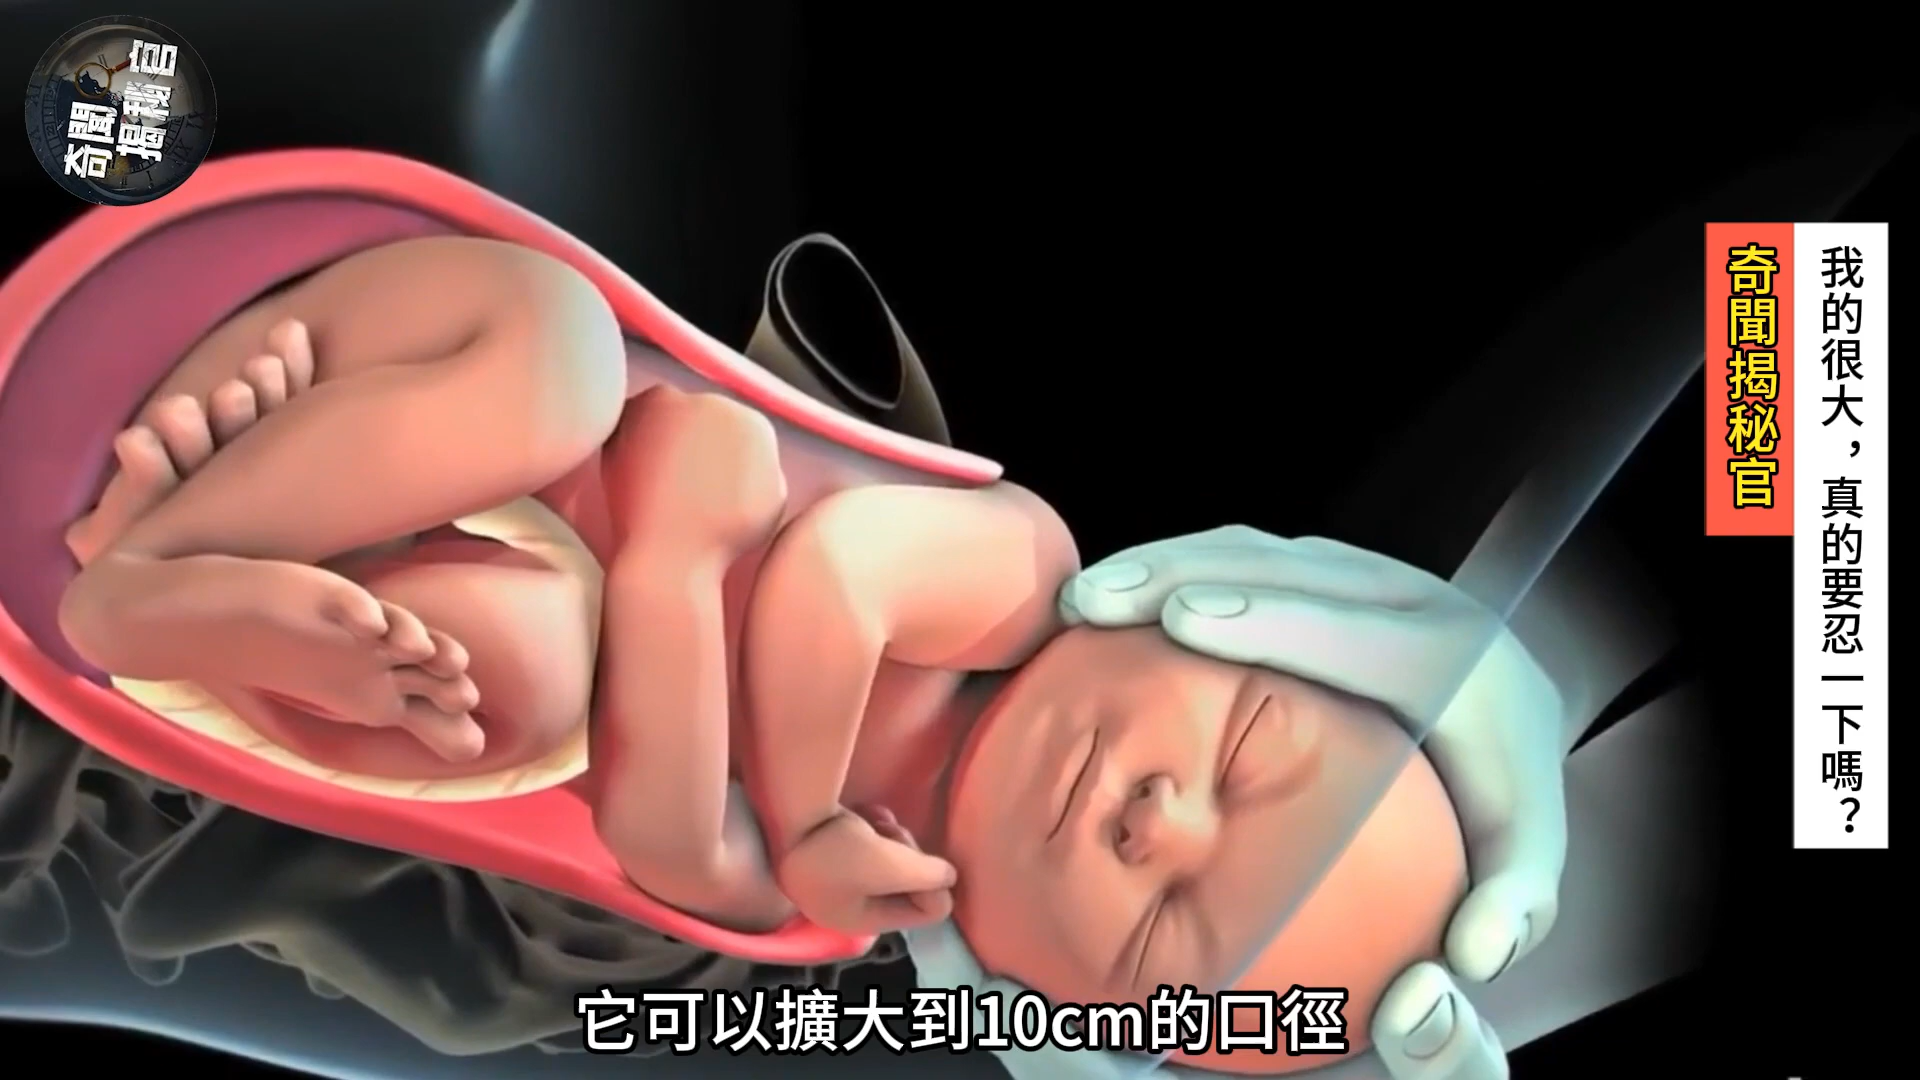 奇聞
揭秘官
我的很大，真的要忍一下嗎？
奇聞揭秘官
它可以擴大到10cm的口徑